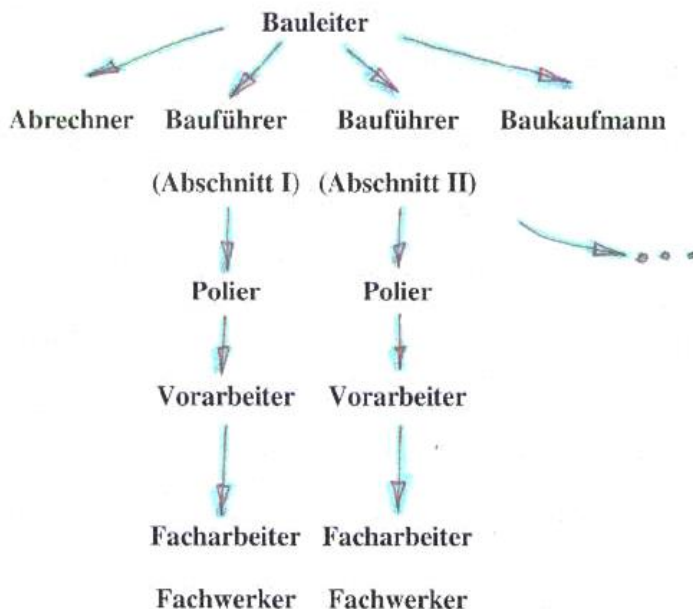 Bauleiter
Abrechner Bauführer Bauführer Baukaufmann
(Abschnitt I) (Abschnitt II)
Polier Polier
Vorarbeiter Vorarbeiter
Facharbeiter Facharbeiter
Fachwerker Fachwerker